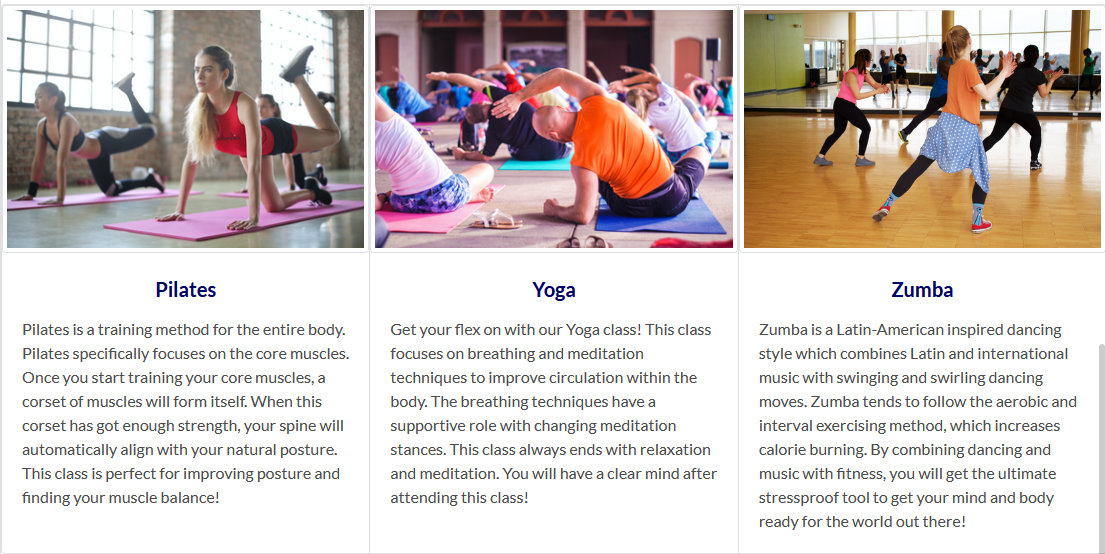 Pilates
Pilates is a training method for the entire body.
Pilates specifically focuses on the core muscles.
Once you start training your core muscles, a
corset of muscles will form itself. When this
corset has got enough strength, your spine will
automatically align with your natural posture.
This class is perfect for improving posture and
finding your muscle balance!
Yoga
Get your flex on with our Yoga class! This class
focuses on breathing and meditation
techniques to improve circulation within the
body. The breathing techniques have a
supportive role with changing meditation
stances. This class always ends with relaxation
and meditation. You will have a clear mind after
attending this class!
Zumba
Zumba is a Latin-American inspired dancing
style which combines Latin and international
music with swinging and swirling dancing
moves. Zumba tends to follow the aerobic and
interval exercising method, which increases
calorie burning. By combining dancing and
music with fitness, you will get the ultimate
stressproof tool to get your mind and body
ready for the world out there!